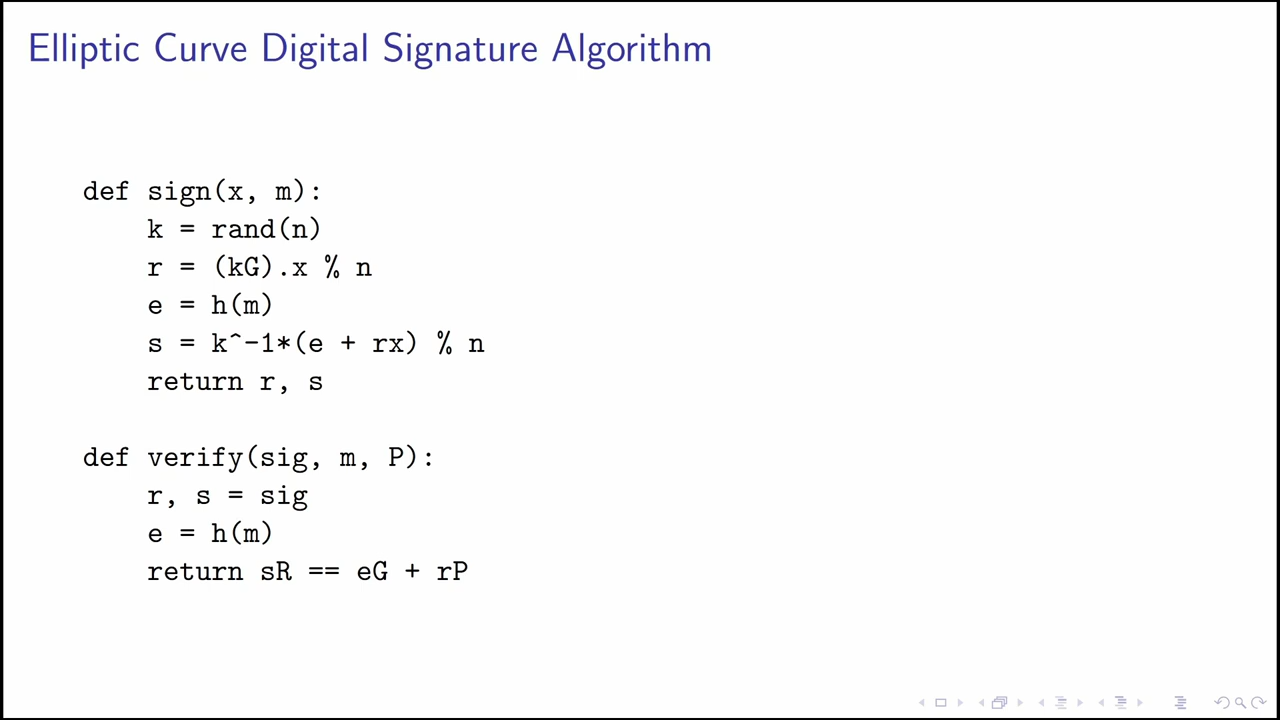 Elliptic Curve Digital Signature Algorithm
def sign(x, m):
k = rand(n)
r = (kG).x % n
e = h(m)
s = k^-1*(e + rx) % n
return r, s
def verify(sig, m, P):
r, s = sig
e = h(m)
return sR == eG + rP